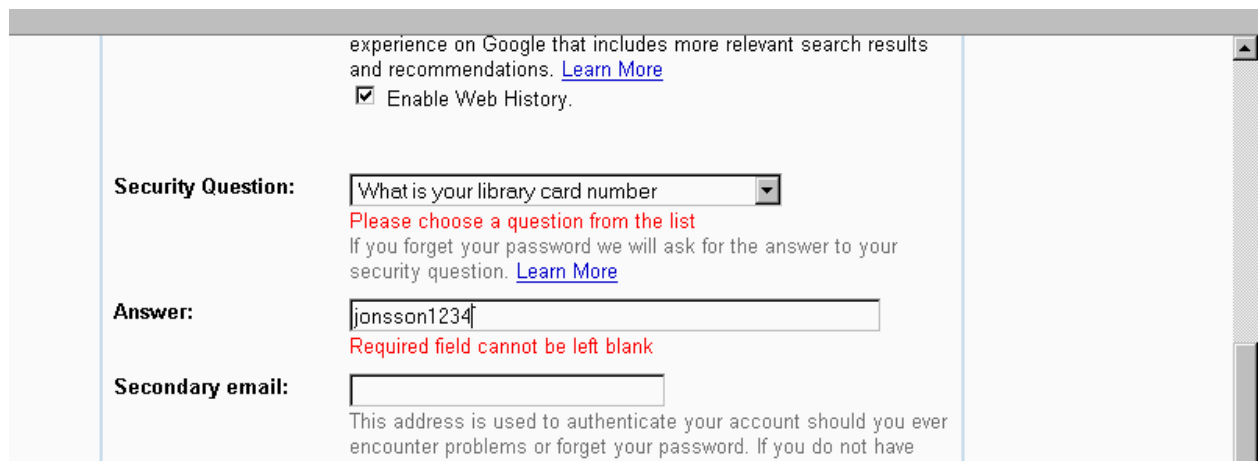 experience on Google that includes more relevant search results
and recommendations. Learn More
Enable Web History.
Security Question:
What is your library card number
Please choose a question from the list
If you forget your password we will ask for the answer to your
security question. Learn More
Answer:
jonsson1234
Required field cannot be left blank
Secondary email:
This address is used to authenticate your account should you ever
encounter problems or forget your password. If you do not have